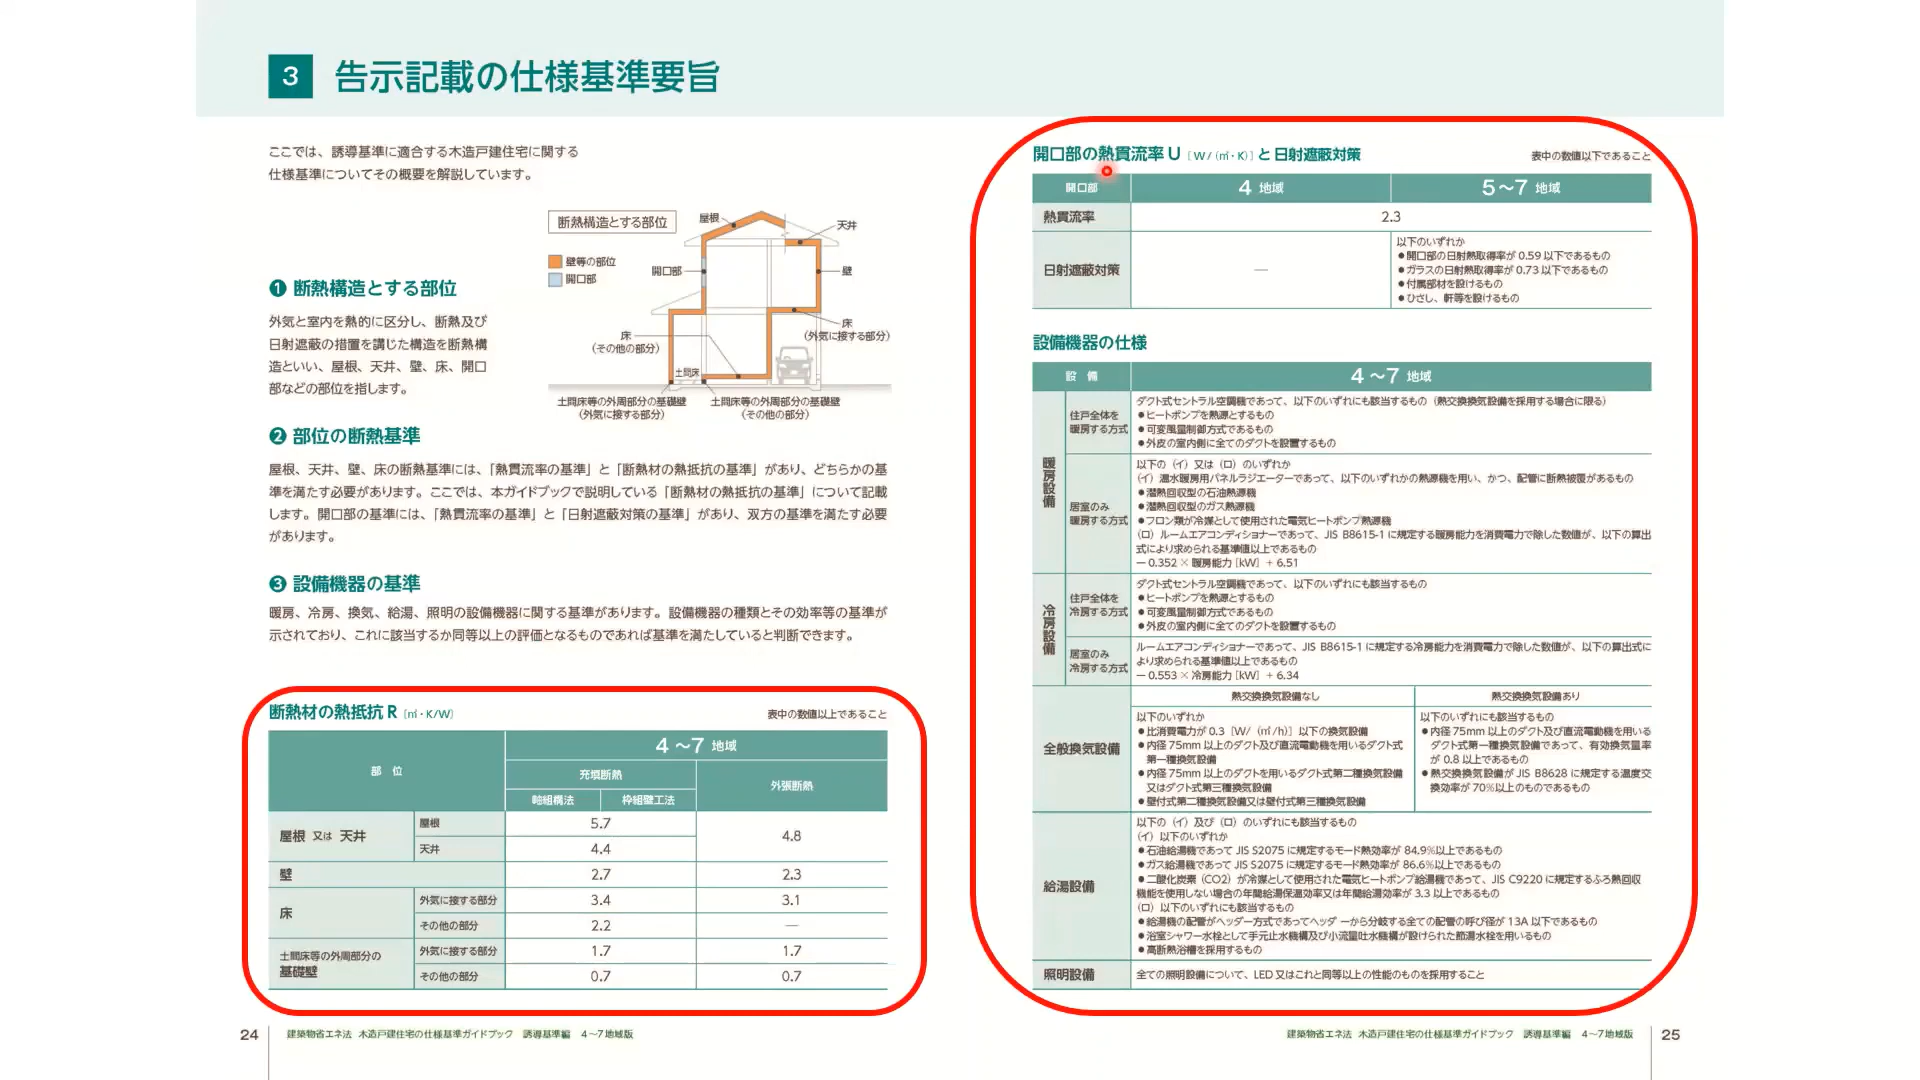 3 告示記載の仕様基準要旨
ここでは、誘導基準に適合する木造戸建住宅に関する
仕様基準についてその概要を解説しています。
断熱構造とする部位
壁等の部位
開口部
屋根
天井
開口部
壁
床
(外気に接する部分)
床
(その他の部分)
土間床
土間床等の外周部分の基礎壁
(外気に接する部分)
土間床等の外周部分の基礎壁
(その他の部分)
❶ 断熱構造とする部位
外気と室内を熱的に区分し、断熱及び
日射遮蔽の措置を講じた構造を断熱構
造といい、屋根、天井、壁、床、開口
部などの部位を指します。
❷ 部位の断熱基準
屋根、天井、壁、床の断熱基準には、「熱貫流率の基準」と「断熱材の熱抵抗の基準」があり、どちらかの基
準を満たす必要があります。ここでは、本ガイドブックで説明している「断熱材の熱抵抗の基準」について記載
します。開口部の基準には、「熱貫流率の基準」と「日射遮蔽対策の基準」があり、双方の基準を満たす必要
があります。
❸ 設備機器の基準
暖房、冷房、換気、給湯、照明の設備機器に関する基準があります。設備機器の種類とその効率等の基準が
示されており、これに該当するか同等以上の評価となるものであれば基準を満たしていると判断できます。
断熱材の熱抵抗 R [㎡・K/W] 表中の数値以上であること
部 位 4～7 地域
充填断熱 外張断熱
軸組構法 枠組壁工法
屋根 又は 天井 屋根 5.7 4.8
天井 4.4
壁 2.7 2.3
床 外気に接する部分 3.4 3.1
その他の部分 2.2 ―
土間床等の外周部分の
基礎壁
外気に接する部分 1.7 1.7
その他の部分 0.7 0.7
24 建築物省エネ法 木造戸建住宅の仕様基準ガイドブック 誘導基準編 4～7地域版
開口部の熱貫流率 U [W/(㎡・K)] と日射遮蔽対策 表中の数値以下であること
開口部 4 地域 5～7 地域
熱貫流率 2.3
日射遮蔽対策 ―
以下のいずれか
●開口部の日射熱取得率が 0.59 以下であるもの
●ガラスの日射熱取得率が 0.73 以下であるもの
●付属部材を設けるもの
●ひさし、軒等を設けるもの
設備機器の仕様
設 備 4～7 地域
暖房設備
住戸全体を
暖房する方式
ダクト式セントラル空調機であって、以下のいずれにも該当するもの（熱交換換気設備を採用する場合に限る）
●ヒートポンプを熱源とするもの
●可変風量制御方式であるもの
●外皮の室内側に全てのダクトを設置するもの
居室のみ
暖房する方式
以下の（イ）又は（ロ）のいずれか
（イ）温水暖房用パネルラジエーターであって、以下のいずれかの熱源機を用い、かつ、配管に断熱被覆があるもの
●潜熱回収型の石油熱源機
●潜熱回収型のガス熱源機
●フロン類が冷媒として使用された電気ヒートポンプ熱源機
（ロ）ルームエアコンディショナーであって、JIS B8615-1 に規定する暖房能力を消費電力で除した数値が、以下の算出
式により求められる基準値以上であるもの
－0.352 × 暖房能力 [kW] ＋ 6.51
冷房設備
住戸全体を
冷房する方式
ダクト式セントラル空調機であって、以下のいずれにも該当するもの
●ヒートポンプを熱源とするもの
●可変風量制御方式であるもの
●外皮の室内側に全てのダクトを設置するもの
居室のみ
冷房する方式
ルームエアコンディショナーであって、JIS B8615-1 に規定する冷房能力を消費電力で除した数値が、以下の算出式に
より求められる基準値以上であるもの
－0.553 × 冷房能力 [kW] ＋ 6.34
全般換気設備
熱交換換気設備なし
以下のいずれか
●比消費電力が 0.3 [W/（㎥/h）] 以下の換気設備
●内径 75mm 以上のダクト及び直流電動機を用いるダクト式
第一種換気設備
●内径 75mm 以上のダクトを用いるダクト式第二種換気設備
又はダクト式第三種換気設備
●壁付式第二種換気設備又は壁付式第三種換気設備
熱交換換気設備あり
以下のいずれにも該当するもの
●内径 75mm 以上のダクト及び直流電動機を用いる
ダクト式第一種換気設備であって、有効換気量率
が 0.8 以上であるもの
●熱交換換気設備が JIS B8628 に規定する温度交
換効率が 70％以上のものであるもの
給湯設備
以下の（イ）及び（ロ）のいずれにも該当するもの
（イ）以下のいずれか
●石油給湯機であって JIS S2075 に規定するモード熱効率が 84.9％以上であるもの
●ガス給湯機であって JIS S2075 に規定するモード熱効率が 86.6％以上であるもの
●二酸化炭素（CO2）が冷媒として使用された電気ヒートポンプ給湯機であって、JIS C9220 に規定するふろ熱回収
機能を使用しない場合の年間給湯保温効率又は年間給湯効率が 3.3 以上であるもの
（ロ）以下のいずれにも該当するもの
●給湯機の配管がヘッダー方式であってヘッダーから分岐する全ての配管の呼び径が 13A 以下であるもの
●浴室シャワー水栓として手元止水機構及び小流量吐水機構が設けられた節湯水栓を用いるもの
●高断熱浴槽を採用するもの
照明設備 全ての照明設備について、LED 又はこれと同等以上の性能のものを採用すること
建築物省エネ法 木造戸建住宅の仕様基準ガイドブック 誘導基準編 4～7地域版 25